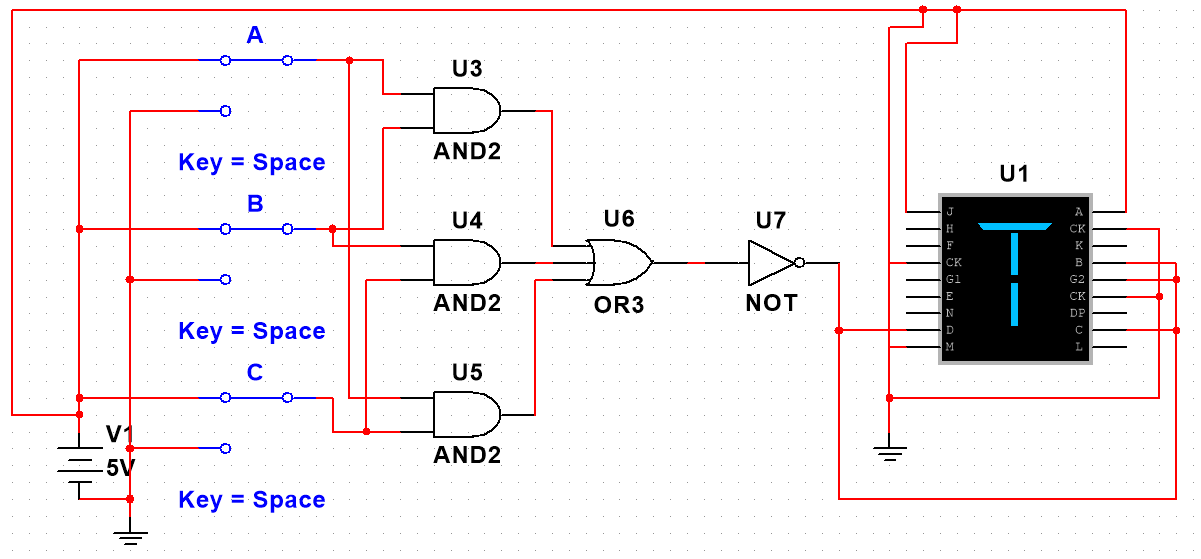 A
Key = Space
B
Key = Space
C
Key = Space
V1
5V
U3
AND2
U4
AND2
U5
AND2
U6
OR3
U7
NOT
U1
J A
H CK
F K
CK B
G1 G2
E CK
N DP
D C
M L